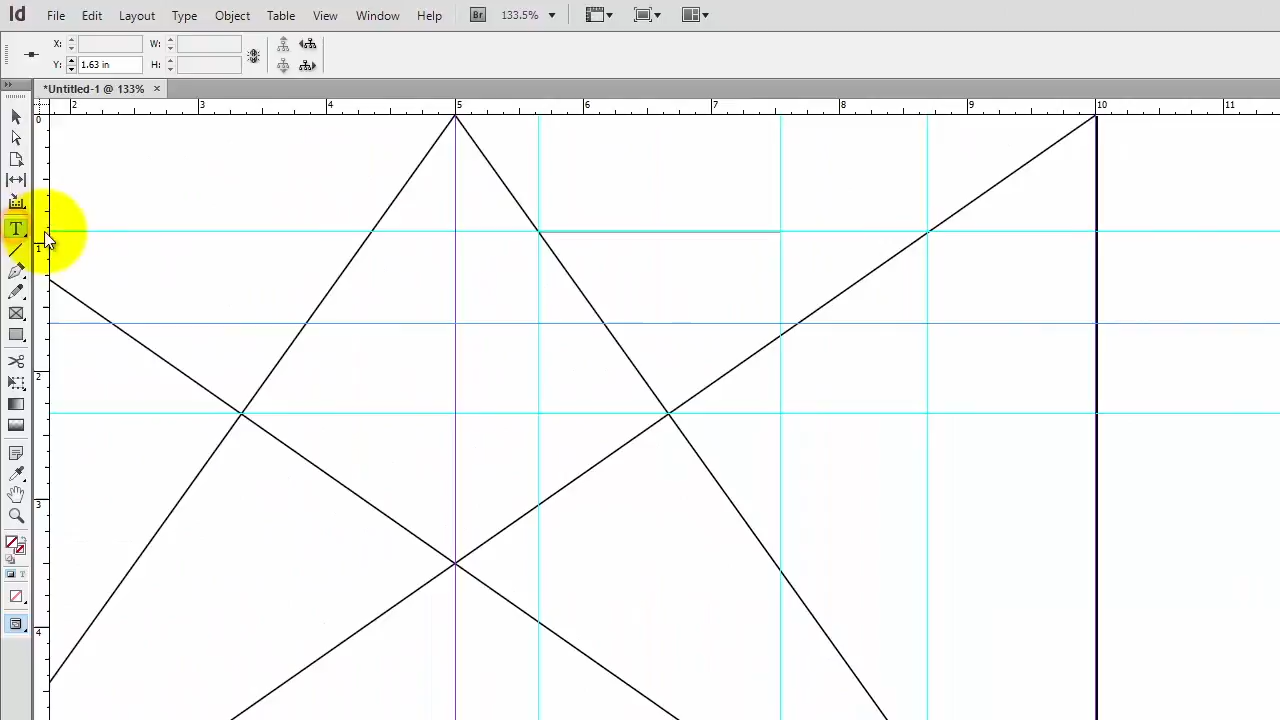 Id File Edit Layout Type Object Table View Window Help Br 133.5%
X: W:
Y: 1.63 in H:
*Untitled-1 @ 133% ×
2 3 4 5 6 7 8 9 10 11
0
1
2
3
4
T
T